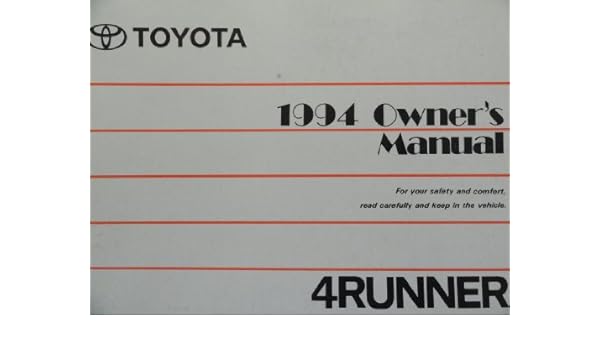 TOYOTA
1994 Owner's
Manual
For your safety and comfort,
read carefully and keep in the vehicle.
4RUNNER